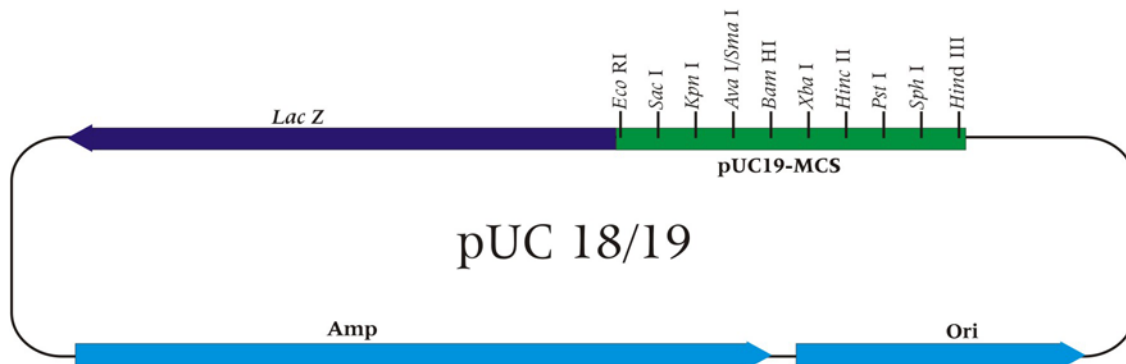 Eco RI
Sac I
Kpn I
Ava I/Sma I
Bam HI
Xba I
Hinc II
Pst I
Sph I
Hind III
Lac Z
pUC19-MCS
pUC 18/19
Amp
Ori